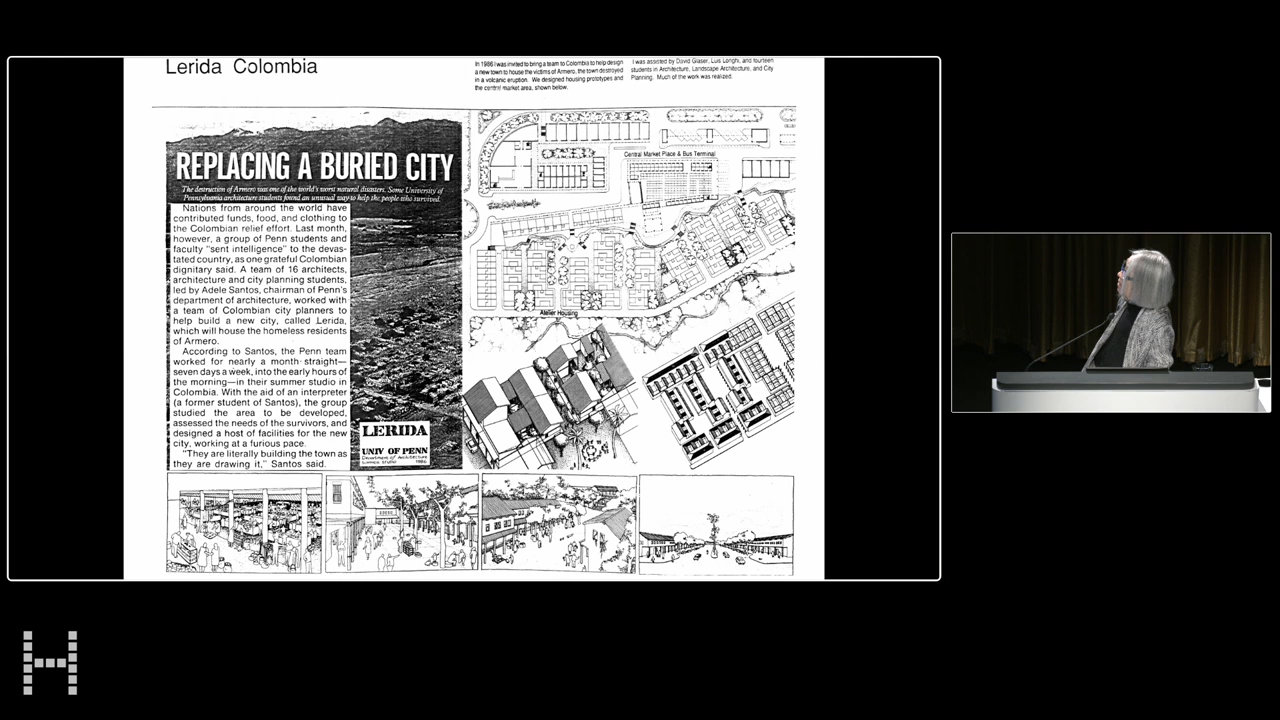 Lerida Colombia
In 1986 I was invited to bring a team to Colombia to help design
a new town to house the victims of Armero, the town destroyed
in a volcanic eruption. We designed housing prototypes and
the central market area, shown below.
I was assisted by David Glaser, Luis Longhi, and fourteen
students in Architecture, Landscape Architecture, and City
Planning. Much of the work was realized.
REPLACING A BURIED CITY
The destruction of Armero was one of the world's worst natural disasters. Some University of
Pennsylvania architecture students found an unusual way to help the people who survived.
Nations from around the world have
contributed funds, food, and clothing to
the Colombian relief effort. Last month,
however, a group of Penn students and
faculty "sent intelligence" to the devas-
tated country, as one grateful Colombian
dignitary said. A team of 16 architects,
architecture and city planning students,
led by Adele Santos, chairman of Penn's
department of architecture, worked with
a team of Colombian city planners to
help build a new city, called Lerida,
which will house the homeless residents
of Armero.
According to Santos, the Penn team
worked for nearly a month straight—
seven days a week, into the early hours of
the morning—in their summer studio in
Colombia. With the aid of an interpreter
(a former student of Santos), the group
studied the area to be developed,
assessed the needs of the survivors, and
designed a host of facilities for the new
city, working at a furious pace.
"They are literally building the town as
they are drawing it," Santos said.
LERIDA
UNIV OF PENN
Department of Architecture
summer studio 1986
Central Market Place & Bus Terminal
Atelier Housing
H